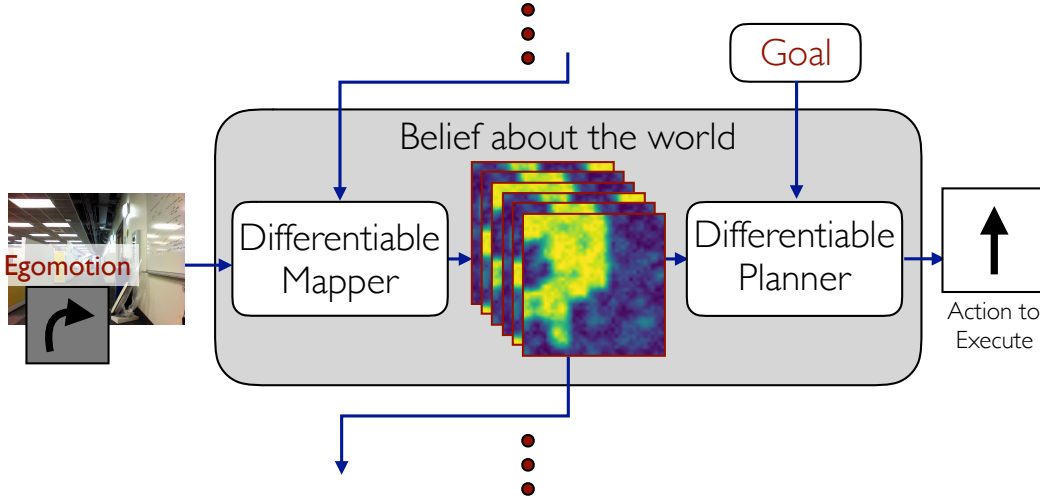 Goal
Belief about the world
Egomotion
Differentiable
Mapper
Differentiable
Planner
Action to
Execute